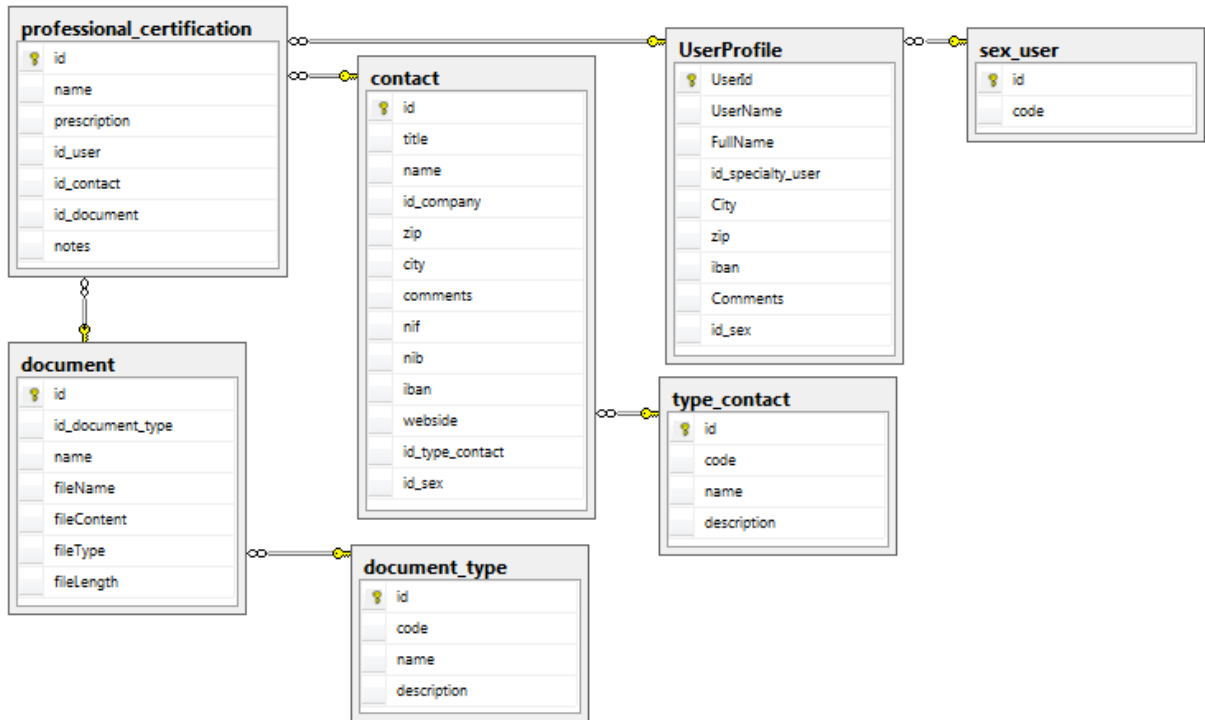 professional_certification
id
name
prescription
id_user
id_contact
id_document
notes
contact
id
title
name
id_company
zip
city
comments
nif
nib
iban
webside
id_type_contact
id_sex
UserProfile
UserId
UserName
FullName
id_specialty_user
City
zip
iban
Comments
id_sex
sex_user
id
code
document
id
id_document_type
name
fileName
fileContent
fileType
fileLength
type_contact
id
code
name
description
document_type
id
code
name
description